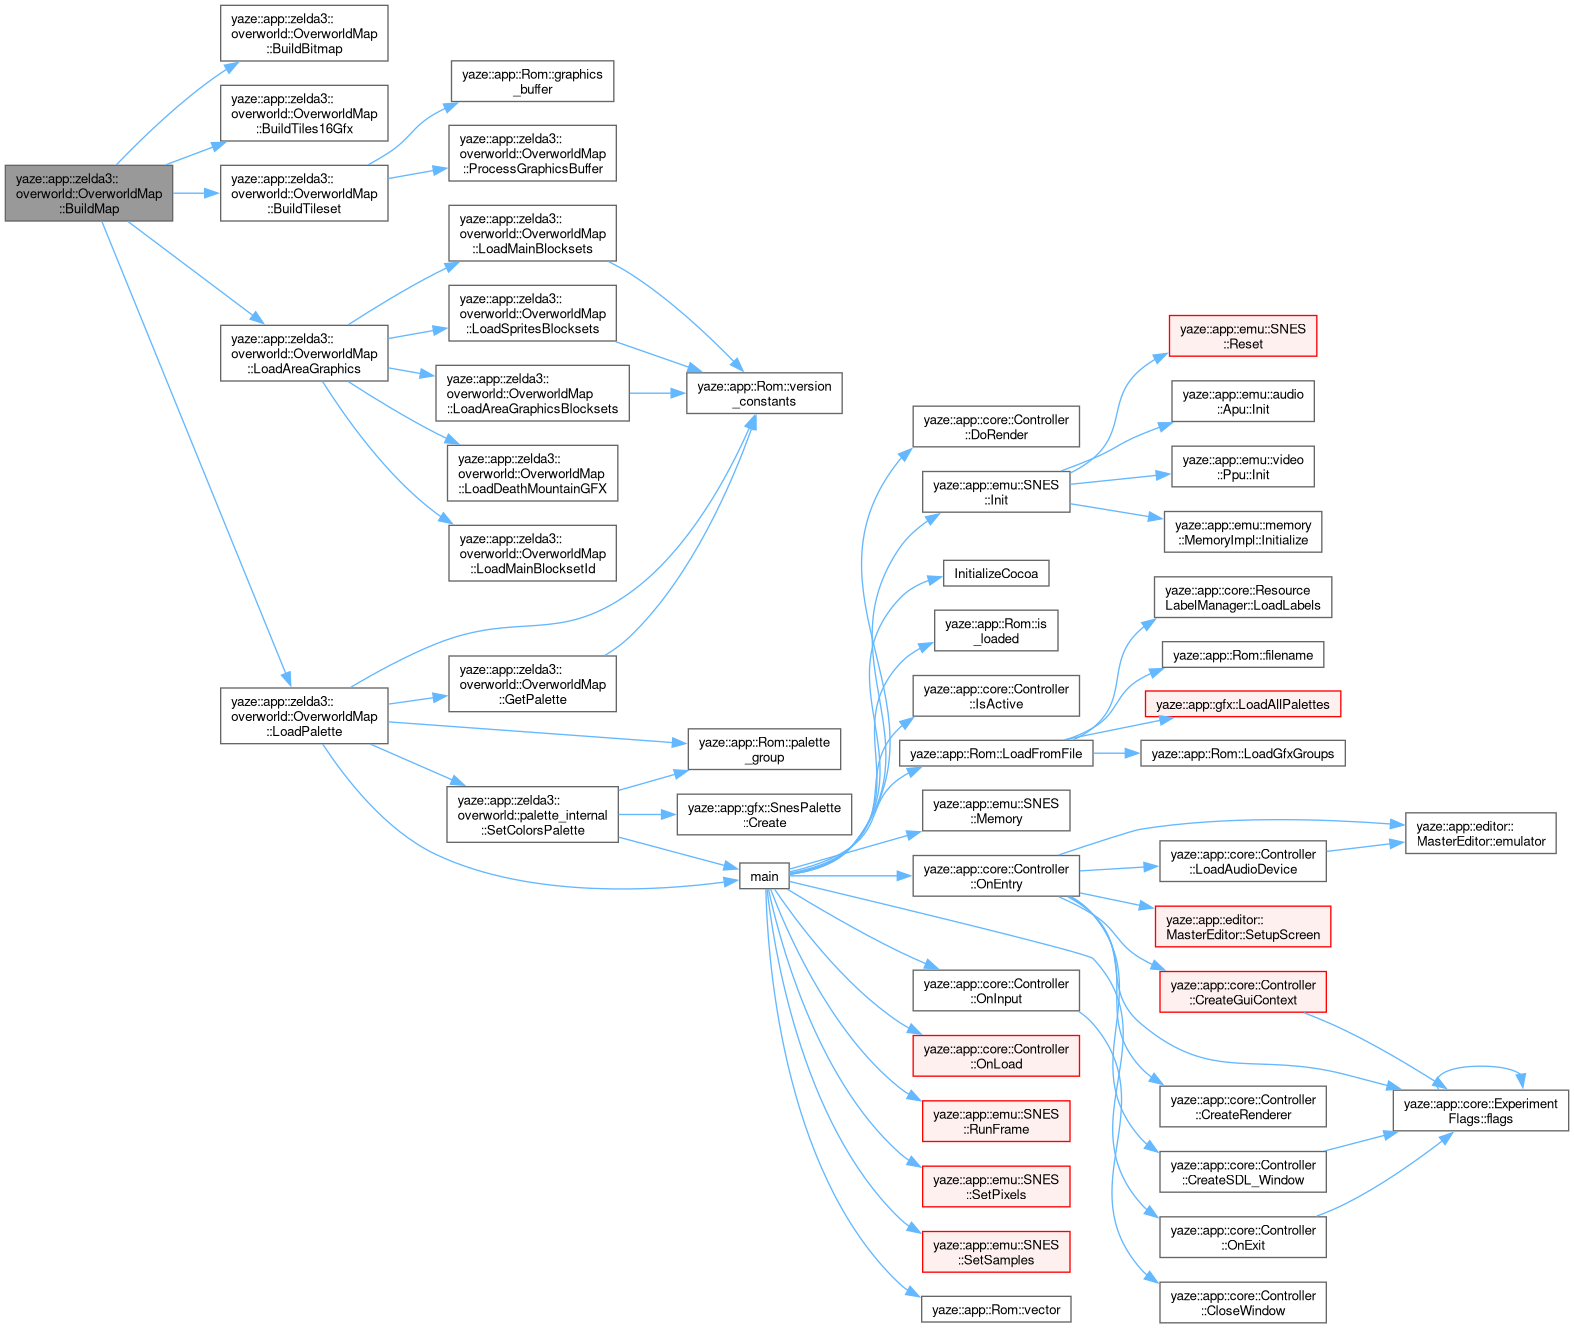 yaze::app::zelda3::
overworld::OverworldMap
::BuildMap
yaze::app::zelda3::
overworld::OverworldMap
::BuildBitmap
yaze::app::zelda3::
overworld::OverworldMap
::BuildTiles16Gfx
yaze::app::zelda3::
overworld::OverworldMap
::BuildTileset
yaze::app::zelda3::
overworld::OverworldMap
::LoadAreaGraphics
yaze::app::zelda3::
overworld::OverworldMap
::LoadPalette
yaze::app::Rom::graphics
_buffer
yaze::app::zelda3::
overworld::OverworldMap
::ProcessGraphicsBuffer
yaze::app::zelda3::
overworld::OverworldMap
::LoadMainBlocksets
yaze::app::zelda3::
overworld::OverworldMap
::LoadSpritesBlocksets
yaze::app::zelda3::
overworld::OverworldMap
::LoadAreaGraphicsBlocksets
yaze::app::zelda3::
overworld::OverworldMap
::LoadDeathMountainGFX
yaze::app::zelda3::
overworld::OverworldMap
::LoadMainBlocksetId
yaze::app::zelda3::
overworld::OverworldMap
::GetPalette
yaze::app::zelda3::
overworld::palette_internal
::SetColorsPalette
yaze::app::Rom::version
_constants
yaze::app::Rom::palette
_group
yaze::app::gfx::SnesPalette
::Create
main
yaze::app::core::Controller
::DoRender
yaze::app::emu::SNES
::Init
InitializeCocoa
yaze::app::Rom::is
_loaded
yaze::app::core::Controller
::IsActive
yaze::app::Rom::LoadFromFile
yaze::app::emu::SNES
::Memory
yaze::app::core::Controller
::OnEntry
yaze::app::core::Controller
::OnInput
yaze::app::core::Controller
::OnLoad
yaze::app::emu::SNES
::RunFrame
yaze::app::emu::SNES
::SetPixels
yaze::app::emu::SNES
::SetSamples
yaze::app::Rom::vector
yaze::app::emu::SNES
::Reset
yaze::app::emu::audio
::Apu::Init
yaze::app::emu::video
::Ppu::Init
yaze::app::emu::memory
::MemoryImpl::Initialize
yaze::app::core::Resource
LabelManager::LoadLabels
yaze::app::Rom::filename
yaze::app::gfx::LoadAllPalettes
yaze::app::Rom::LoadGfxGroups
yaze::app::core::Controller
::LoadAudioDevice
yaze::app::editor::
MasterEditor::SetupScreen
yaze::app::core::Controller
::CreateGuiContext
yaze::app::core::Controller
::CreateRenderer
yaze::app::core::Controller
::CreateSDL_Window
yaze::app::core::Controller
::OnExit
yaze::app::core::Controller
::CloseWindow
yaze::app::editor::
MasterEditor::emulator
yaze::app::core::Experiment
Flags::flags